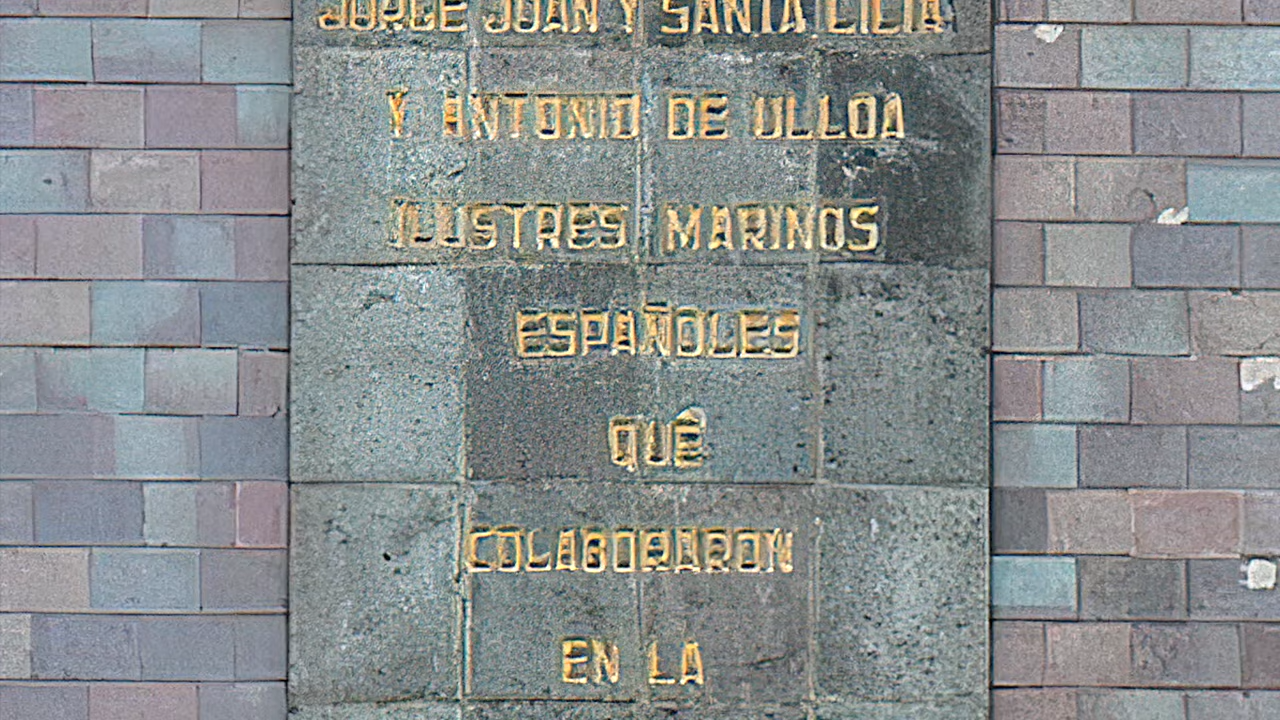 JORGE JUAN Y SANTA CILIA
Y ANTONIO DE ULLOA
ILUSTRES MARINOS
ESPAÑOLES
QUE
COLABORARON
EN LA